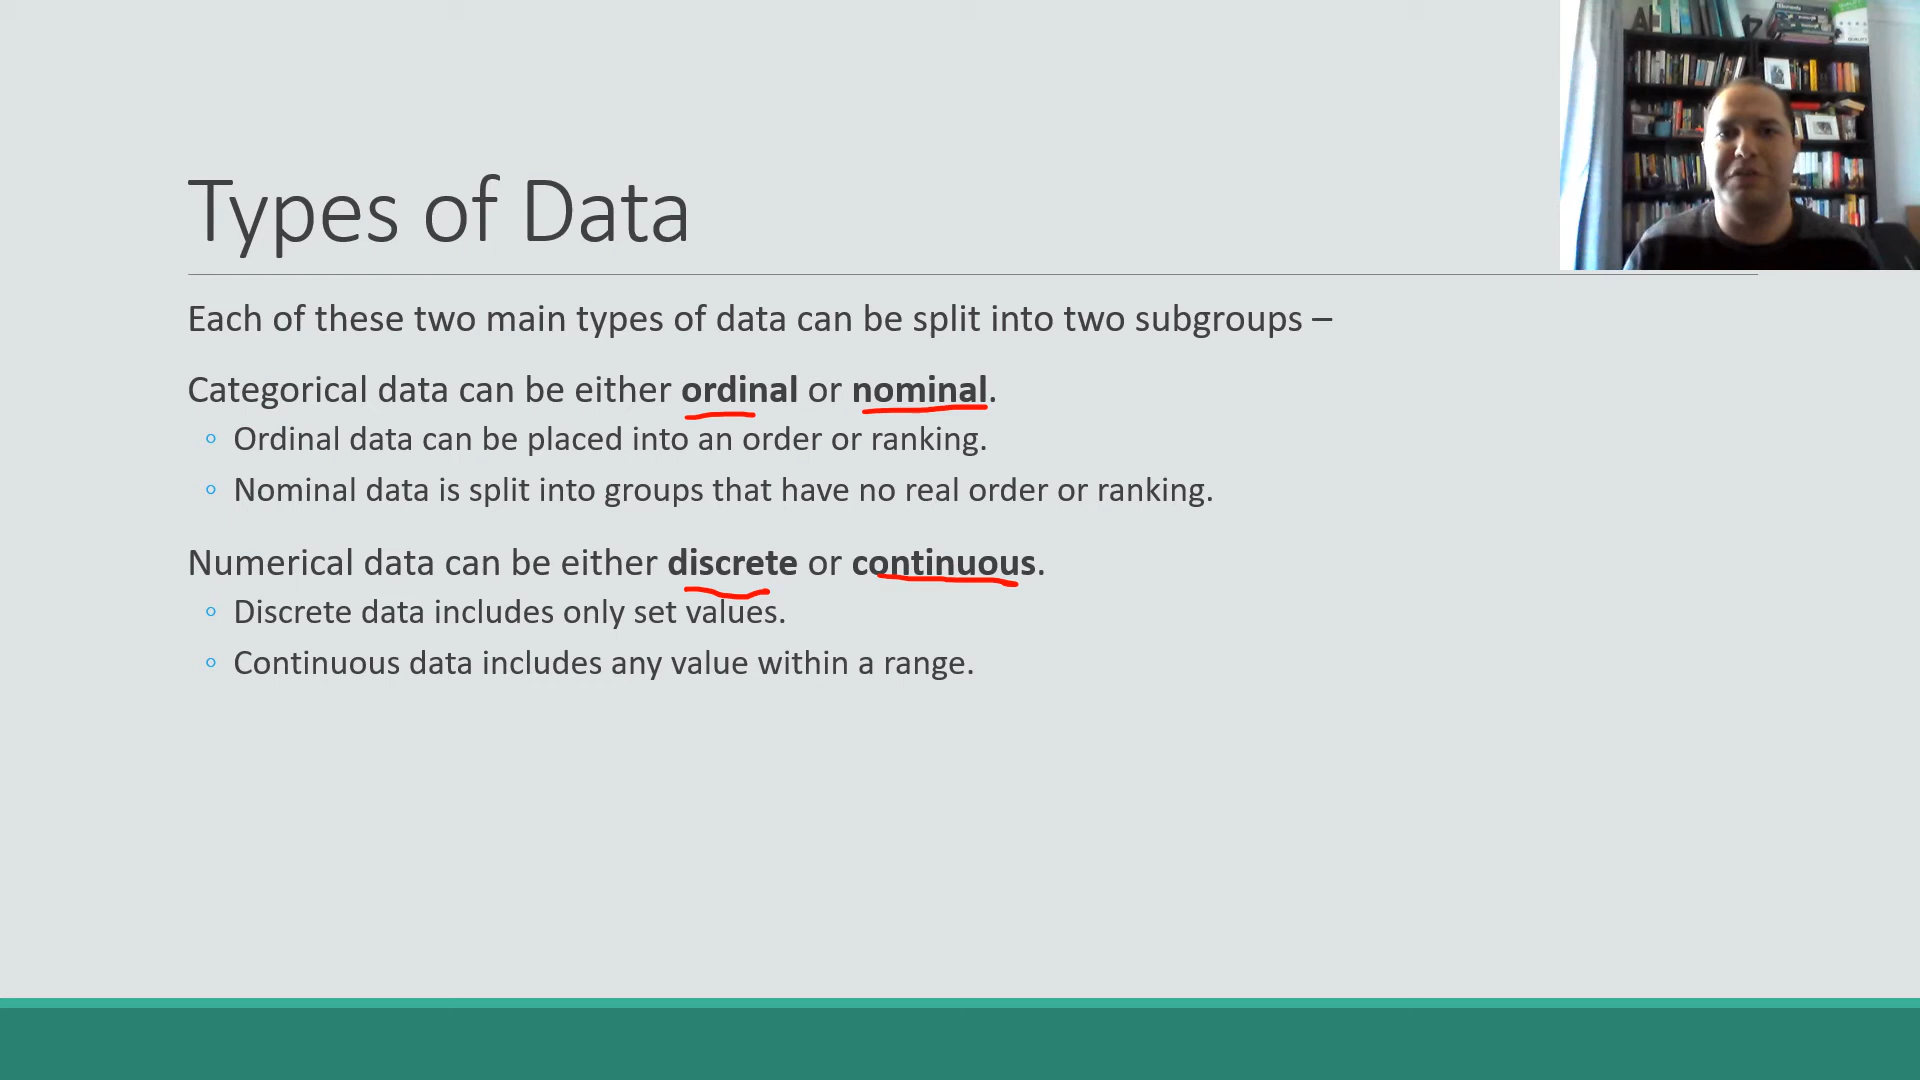 Types of Data
Each of these two main types of data can be split into two subgroups –
Categorical data can be either ordinal or nominal.
◦ Ordinal data can be placed into an order or ranking.
◦ Nominal data is split into groups that have no real order or ranking.
Numerical data can be either discrete or continuous.
◦ Discrete data includes only set values.
◦ Continuous data includes any value within a range.